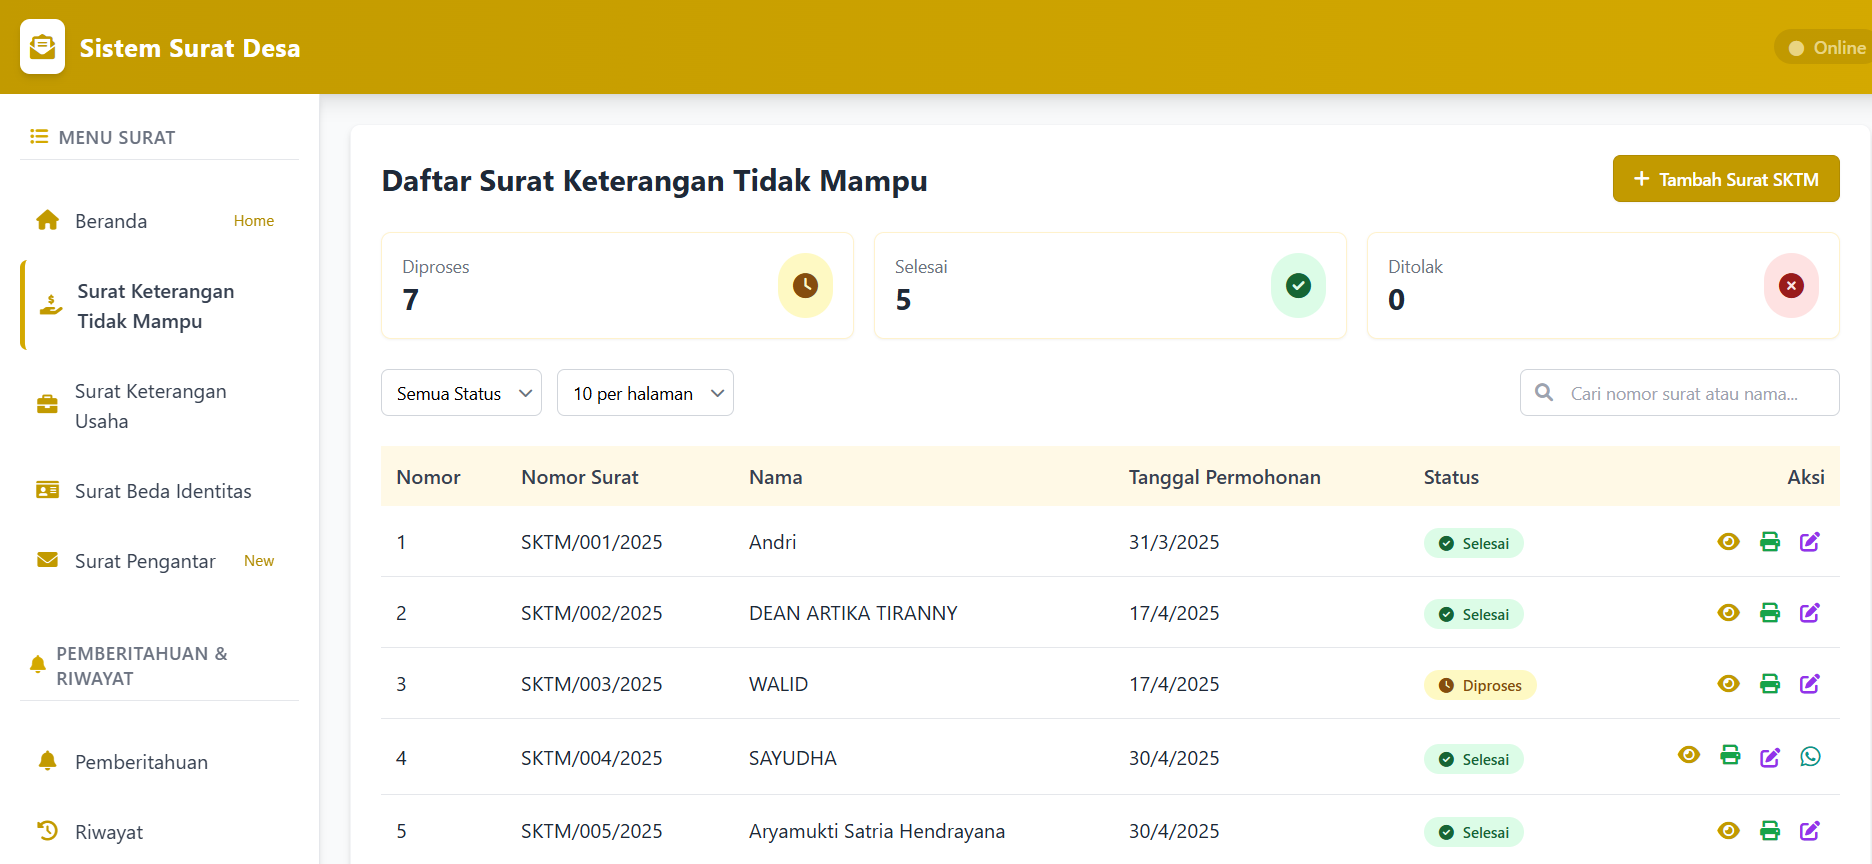 Sistem Surat Desa
Online
MENU SURAT
Beranda Home
Surat Keterangan
Tidak Mampu
Surat Keterangan
Usaha
Surat Beda Identitas
Surat Pengantar New
PEMBERITAHUAN &
RIWAYAT
Pemberitahuan
Riwayat
Daftar Surat Keterangan Tidak Mampu
+ Tambah Surat SKTM
Diproses
7
Selesai
5
Ditolak
0
Semua Status
10 per halaman
Cari nomor surat atau nama...
Nomor Nomor Surat Nama Tanggal Permohonan Status Aksi
1 SKTM/001/2025 Andri 31/3/2025 Selesai
2 SKTM/002/2025 DEAN ARTIKA TIRANNY 17/4/2025 Selesai
3 SKTM/003/2025 WALID 17/4/2025 Diproses
4 SKTM/004/2025 SAYUDHA 30/4/2025 Selesai
5 SKTM/005/2025 Aryamukti Satria Hendrayana 30/4/2025 Selesai